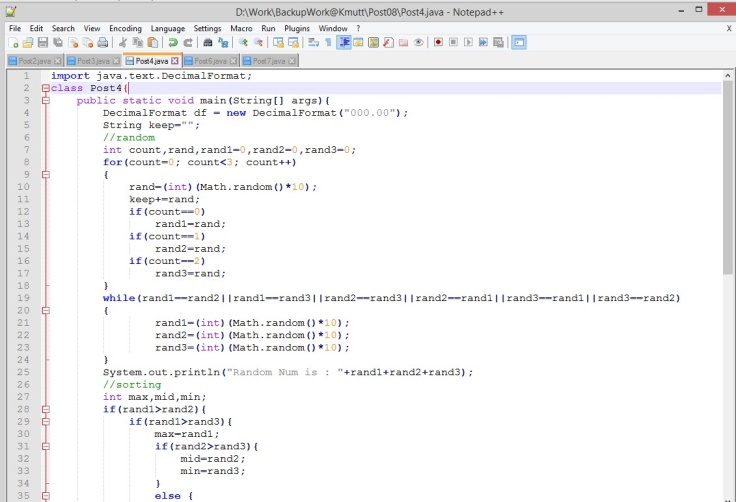 D:\Work\BackupWork@Kmutt\Post08\Post4.java - Notepad++
File Edit Search View Encoding Language Settings Macro Run Plugins Window ? X
Post2.java Post3.java Post4.java Post6.java Post7.java
1 import java.text.DecimalFormat;
2 class Post4{
3     public static void main(String[] args){
4         DecimalFormat df = new DecimalFormat("000.00");
5         String keep="";
6         //random
7         int count,rand,rand1=0,rand2=0,rand3=0;
8         for(count=0; count<3; count++)
9         {
10             rand=(int)(Math.random()*10);
11             keep+=rand;
12             if(count==0)
13                 rand1=rand;
14             if(count==1)
15                 rand2=rand;
16             if(count==2)
17                 rand3=rand;
18         }
19         while(rand1==rand2||rand1==rand3||rand2==rand3||rand2==rand1||rand3==rand1||rand3==rand2)
20         {
21                 rand1=(int)(Math.random()*10);
22                 rand2=(int)(Math.random()*10);
23                 rand3=(int)(Math.random()*10);
24         }
25         System.out.println("Random Num is : "+rand1+rand2+rand3);
26         //sorting
27         int max,mid,min;
28         if(rand1>rand2){
29             if(rand1>rand3){
30                 max=rand1;
31                 if(rand2>rand3){
32                     mid=rand2;
33                     min=rand3;
34                 }
35                 else {